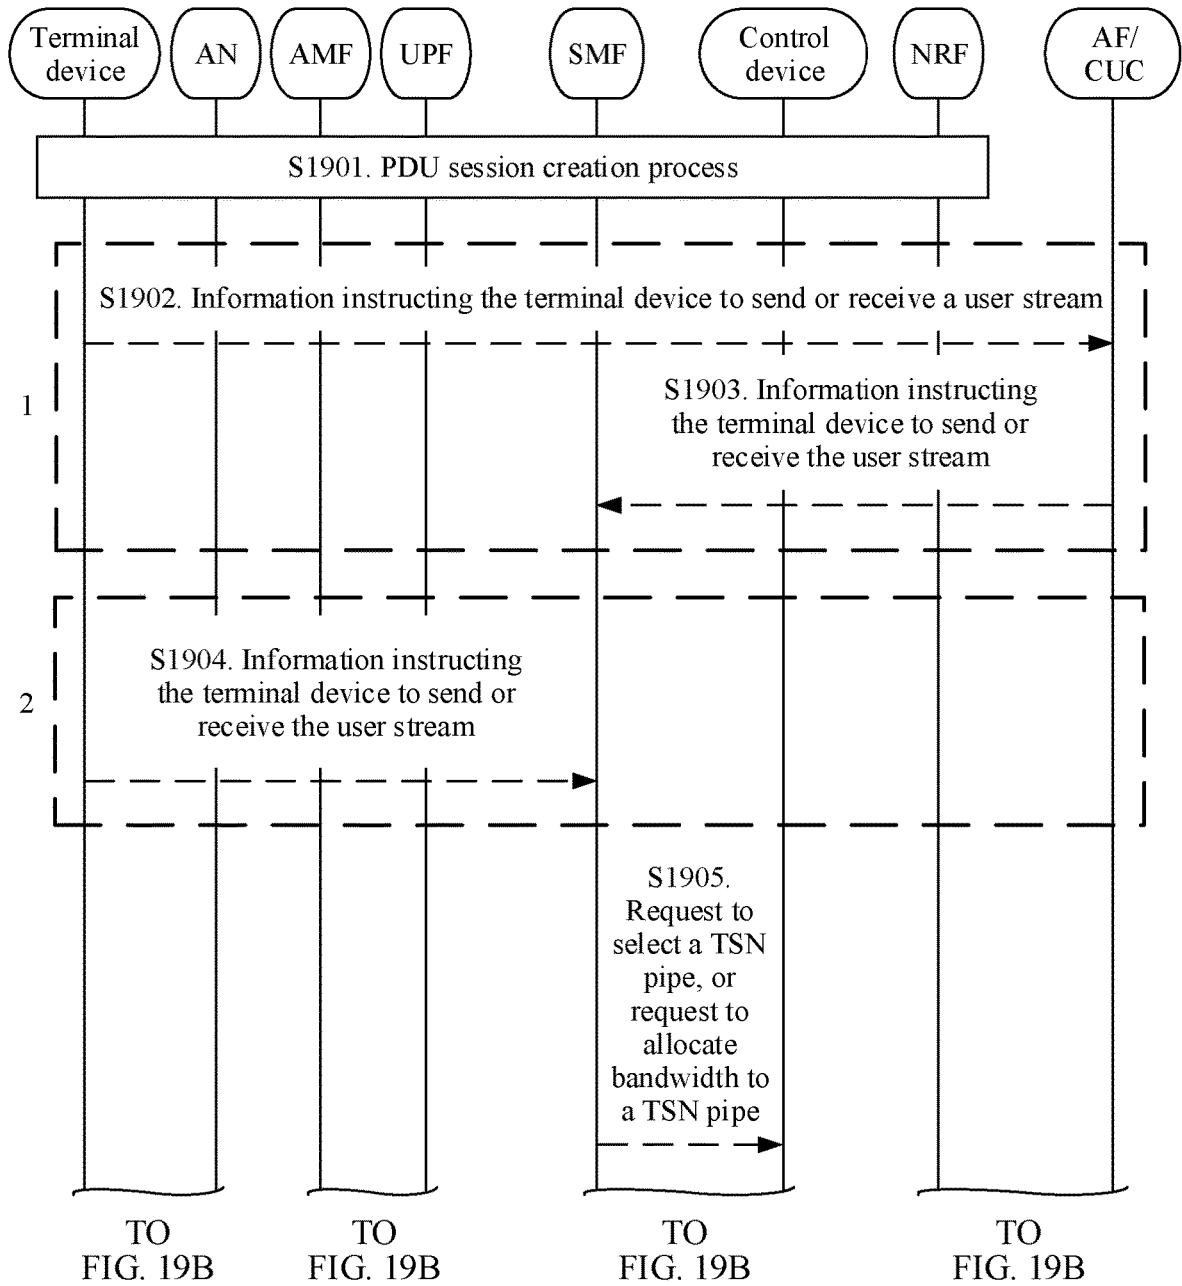 Terminal
device
AN
AMF
UPF
SMF
Control
device
NRF
AF/
CUC
S1901. PDU session creation process
1
S1902. Information instructing the terminal device to send or receive a user stream
S1903. Information instructing
the terminal device to send or
receive the user stream
2
S1904. Information instructing
the terminal device to send or
receive the user stream
S1905.
Request to
select a TSN
pipe, or
request to
allocate
bandwidth to
a TSN pipe
TO
FIG. 19B
TO
FIG. 19B
TO
FIG. 19B
TO
FIG. 19B